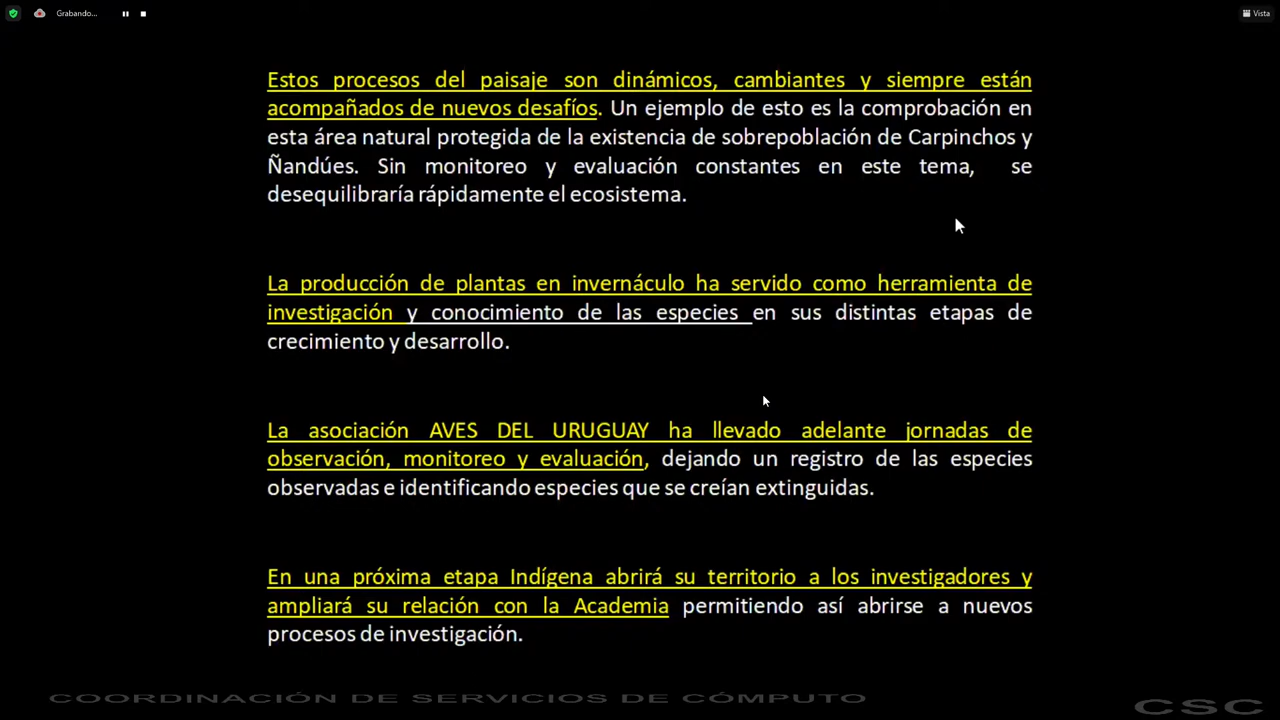 Grabando...
Vista
Estos procesos del paisaje son dinámicos, cambiantes y siempre están
acompañados de nuevos desafíos. Un ejemplo de esto es la comprobación en
esta área natural protegida de la existencia de sobrepoblación de Carpinchos y
Ñandúes. Sin monitoreo y evaluación constantes en este tema, se
desequilibraría rápidamente el ecosistema.
La producción de plantas en invernáculo ha servido como herramienta de
investigación y conocimiento de las especies en sus distintas etapas de
crecimiento y desarrollo.
La asociación AVES DEL URUGUAY ha llevado adelante jornadas de
observación, monitoreo y evaluación, dejando un registro de las especies
observadas e identificando especies que se creían extinguidas.
En una próxima etapa Indígena abrirá su territorio a los investigadores y
ampliará su relación con la Academia permitiendo así abrirse a nuevos
procesos de investigación.
COORDINACIÓN DE SERVICIOS DE CÓMPUTO
CSC